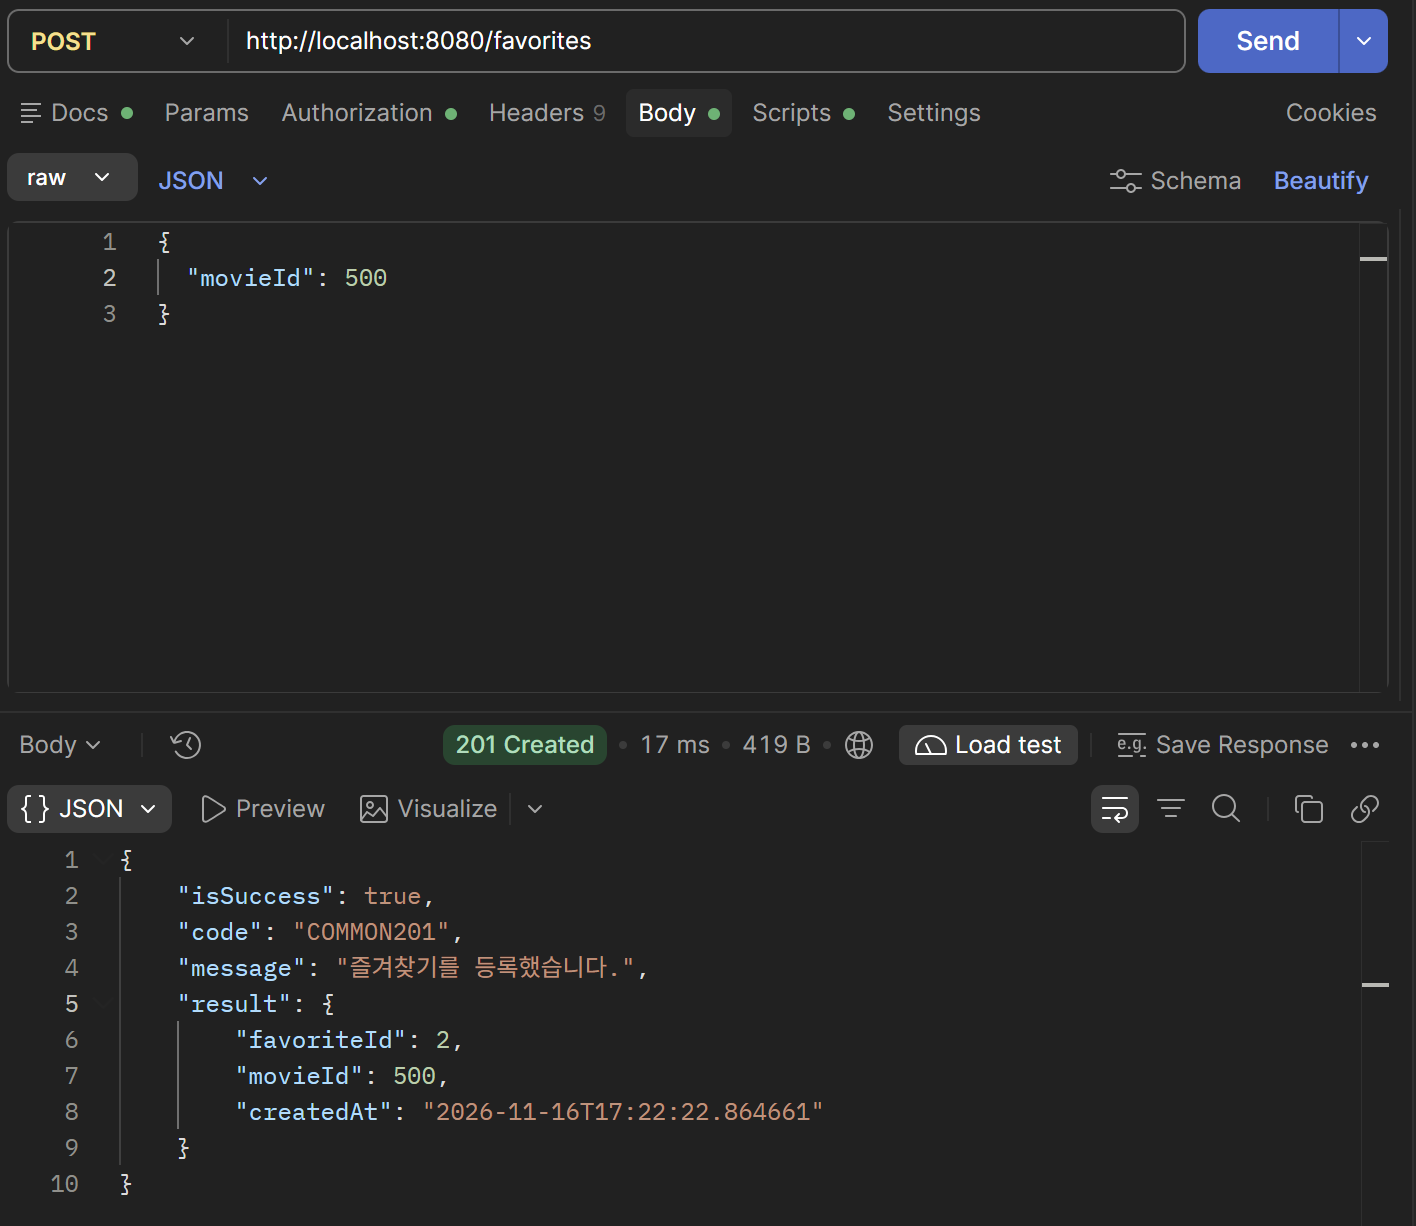 POST http://localhost:8080/favorites Send
Docs Params Authorization Headers 9 Body Scripts Settings Cookies
raw JSON Schema Beautify
1 {
2 "movieId": 500
3 }
Body 201 Created 17 ms 419 B Load test e.g. Save Response
{} JSON Preview Visualize
1 {
2 "isSuccess": true,
3 "code": "COMMON201",
4 "message": "즐겨찾기를 등록했습니다.",
5 "result": {
6 "favoriteId": 2,
7 "movieId": 500,
8 "createdAt": "2026-11-16T17:22:22.864661"
9 }
10 }